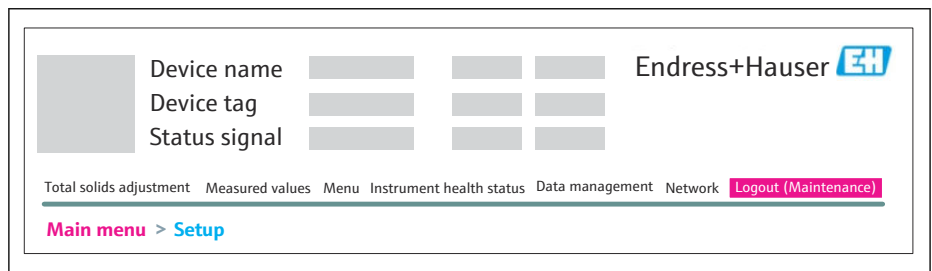 Device name
Endress+Hauser EH
Device tag
Status signal
Total solids adjustment Measured values Menu Instrument health status Data management Network Logout (Maintenance)
Main menu > Setup